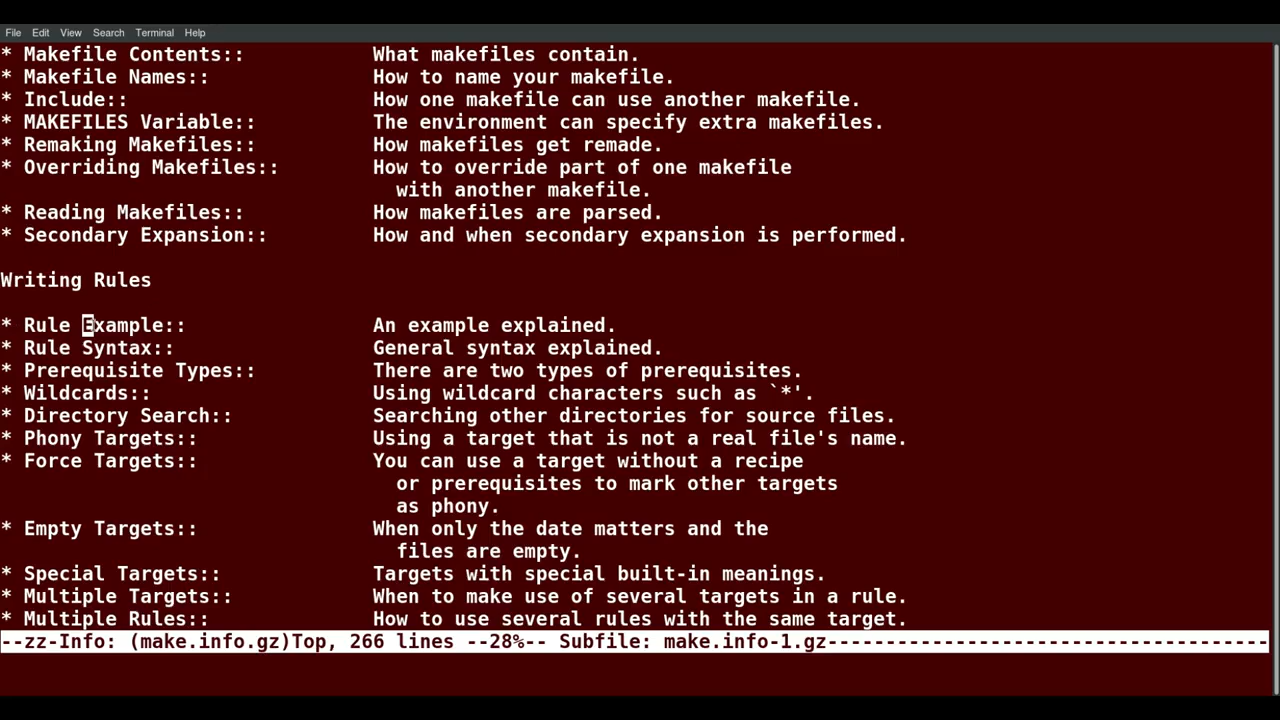 File Edit View Search Terminal Help
* Makefile Contents:: What makefiles contain.
* Makefile Names:: How to name your makefile.
* Include:: How one makefile can use another makefile.
* MAKEFILES Variable:: The environment can specify extra makefiles.
* Remaking Makefiles:: How makefiles get remade.
* Overriding Makefiles:: How to override part of one makefile
with another makefile.
* Reading Makefiles:: How makefiles are parsed.
* Secondary Expansion:: How and when secondary expansion is performed.
Writing Rules
* Rule Example:: An example explained.
* Rule Syntax:: General syntax explained.
* Prerequisite Types:: There are two types of prerequisites.
* Wildcards:: Using wildcard characters such as `*'.
* Directory Search:: Searching other directories for source files.
* Phony Targets:: Using a target that is not a real file's name.
* Force Targets:: You can use a target without a recipe
or prerequisites to mark other targets
as phony.
* Empty Targets:: When only the date matters and the
files are empty.
* Special Targets:: Targets with special built-in meanings.
* Multiple Targets:: When to make use of several targets in a rule.
* Multiple Rules:: How to use several rules with the same target.
--zz-Info: (make.info.gz)Top, 266 lines --28%-- Subfile: make.info-1.gz--------------------------------------